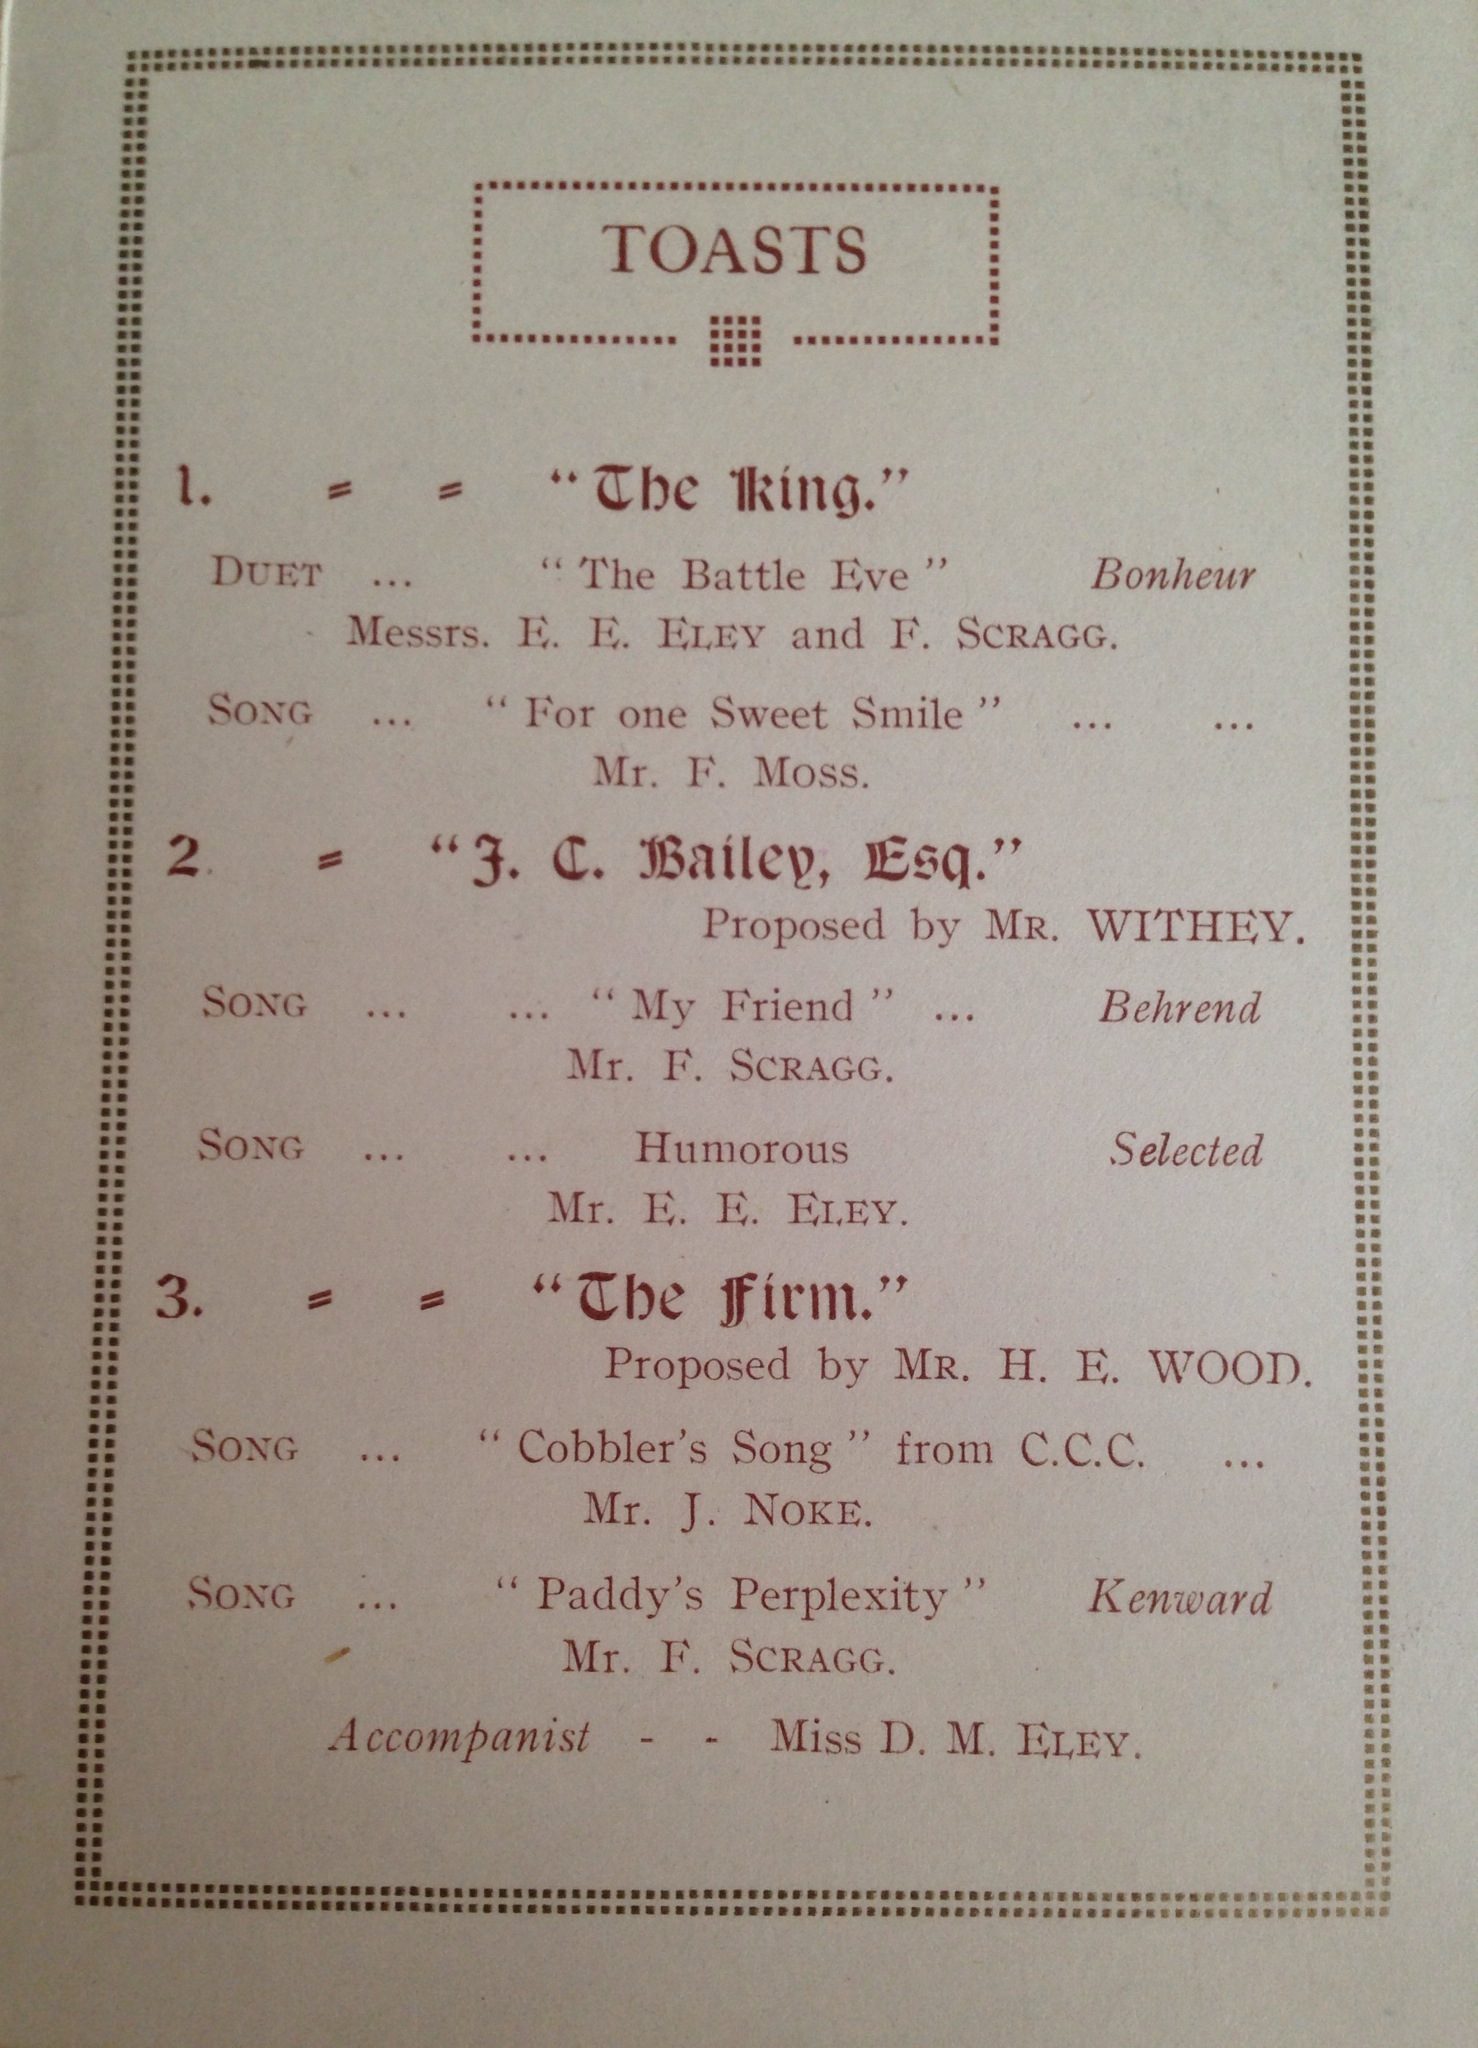 TOASTS
1. = = "The King."
DUET ... "The Battle Eve" Bonheur
Messrs. E. E. ELEY and F. SCRAGG.
SONG ... "For one Sweet Smile" ... ...
Mr. F. MOSS.
2. = "J. C. Bailey, Esq."
Proposed by MR. WITHEY.
SONG ... ... "My Friend" ... Behrend
Mr. F. SCRAGG.
SONG ... ... Humorous Selected
Mr. E. E. ELEY.
3. = = "The Firm."
Proposed by MR. H. E. WOOD.
SONG ... "Cobbler's Song" from C.C.C. ...
Mr. J. NOKE.
SONG ... "Paddy's Perplexity" Kenward
Mr. F. SCRAGG.
Accompanist - - Miss D. M. ELEY.